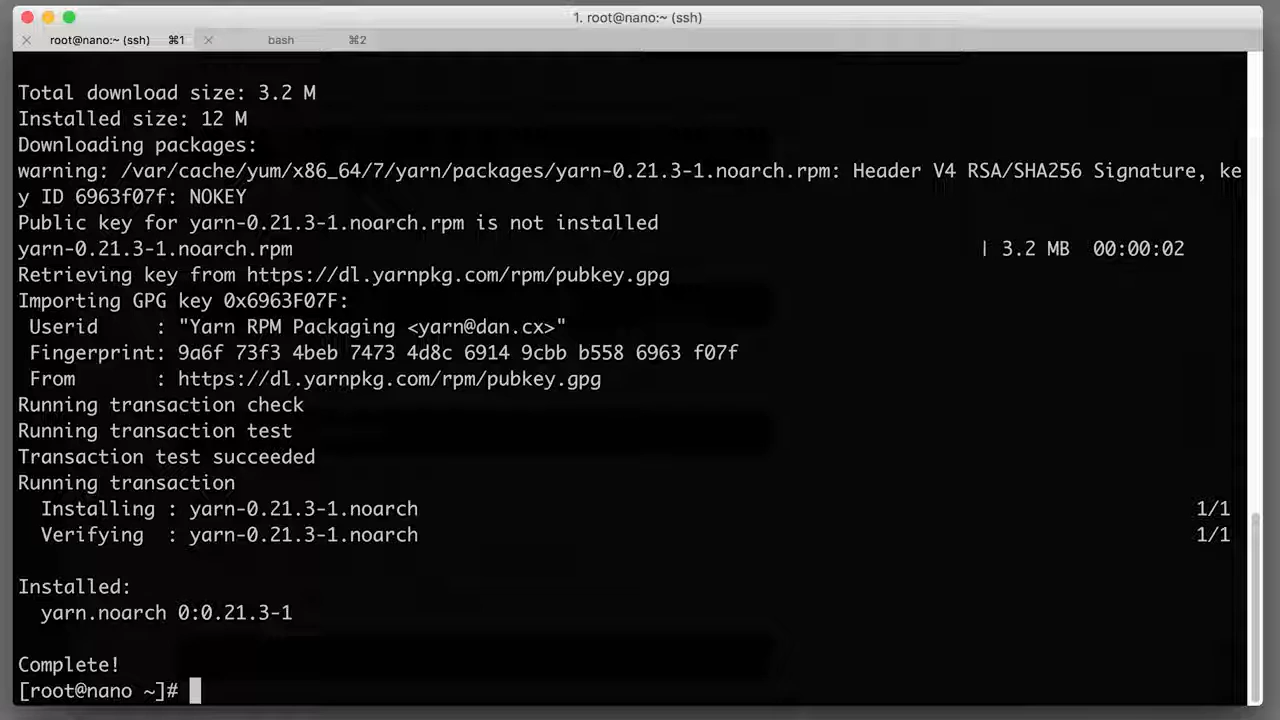 1. root@nano:~ (ssh)
root@nano:~ (ssh) ⌘1 bash ⌘2
Total download size: 3.2 M
Installed size: 12 M
Downloading packages:
warning: /var/cache/yum/x86_64/7/yarn/packages/yarn-0.21.3-1.noarch.rpm: Header V4 RSA/SHA256 Signature, ke
y ID 6963f07f: NOKEY
Public key for yarn-0.21.3-1.noarch.rpm is not installed
yarn-0.21.3-1.noarch.rpm | 3.2 MB 00:00:02
Retrieving key from https://dl.yarnpkg.com/rpm/pubkey.gpg
Importing GPG key 0x6963F07F:
Userid : "Yarn RPM Packaging <yarn@dan.cx>"
Fingerprint: 9a6f 73f3 4beb 7473 4d8c 6914 9cbb b558 6963 f07f
From : https://dl.yarnpkg.com/rpm/pubkey.gpg
Running transaction check
Running transaction test
Transaction test succeeded
Running transaction
Installing : yarn-0.21.3-1.noarch 1/1
Verifying : yarn-0.21.3-1.noarch 1/1
Installed:
yarn.noarch 0:0.21.3-1
Complete!
[root@nano ~]#